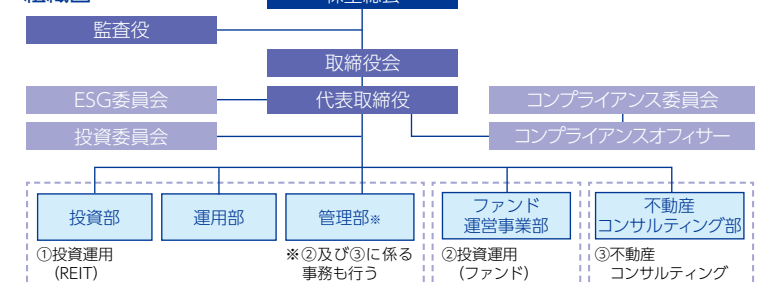 監査役
取締役会
ESG委員会
代表取締役
コンプライアンス委員会
投資委員会
コンプライアンスオフィサー
投資部
運用部
管理部※
ファンド
運営事業部
不動産
コンサルティング部
①投資運用
（REIT）
※②及び③に係る
事務も行う
②投資運用
（ファンド）
③不動産
コンサルティング